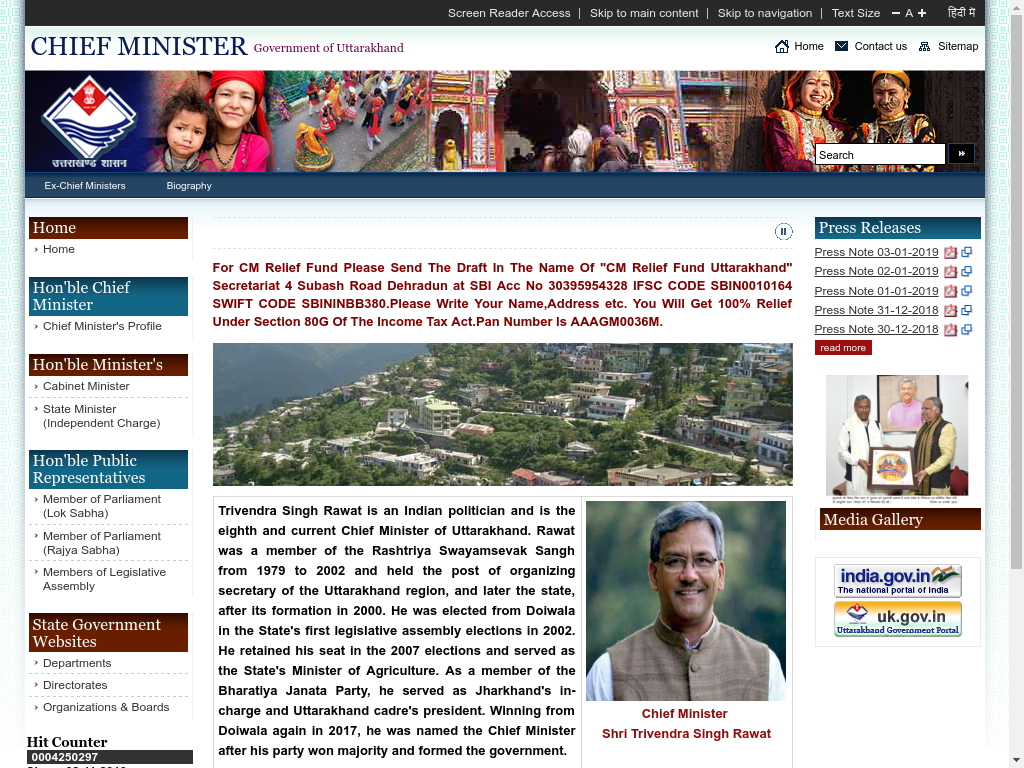 Screen Reader Access | Skip to main content | Skip to navigation | Text Size − A + हिंदी में
CHIEF MINISTER Government of Uttarakhand
Home Contact us Sitemap
उत्तराखण्ड शासन
Search
Ex-Chief Ministers Biography
Home
Home
Hon'ble Chief
Minister
Chief Minister's Profile
Hon'ble Minister's
Cabinet Minister
State Minister
(Independent Charge)
Hon'ble Public
Representatives
Member of Parliament
(Lok Sabha)
Member of Parliament
(Rajya Sabha)
Members of Legislative
Assembly
State Government
Websites
Departments
Directorates
Organizations & Boards
Hit Counter
0004250297
For CM Relief Fund Please Send The Draft In The Name Of "CM Relief Fund Uttarakhand"
Secretariat 4 Subash Road Dehradun at SBI Acc No 30395954328 IFSC CODE SBIN0010164
SWIFT CODE SBININBB380.Please Write Your Name,Address etc. You Will Get 100% Relief
Under Section 80G Of The Income Tax Act.Pan Number Is AAAGM0036M.
Trivendra Singh Rawat is an Indian politician and is the
eighth and current Chief Minister of Uttarakhand. Rawat
was a member of the Rashtriya Swayamsevak Sangh
from 1979 to 2002 and held the post of organizing
secretary of the Uttarakhand region, and later the state,
after its formation in 2000. He was elected from Doiwala
in the State's first legislative assembly elections in 2002.
He retained his seat in the 2007 elections and served as
the State's Minister of Agriculture. As a member of the
Bharatiya Janata Party, he served as Jharkhand's in-
charge and Uttarakhand cadre's president. Winning from
Doiwala again in 2017, he was named the Chief Minister
after his party won majority and formed the government.
Chief Minister
Shri Trivendra Singh Rawat
Press Releases
Press Note 03-01-2019
Press Note 02-01-2019
Press Note 01-01-2019
Press Note 31-12-2018
Press Note 30-12-2018
read more
Media Gallery
india.gov.in
The national portal of India
uk.gov.in
Uttarakhand Government Portal